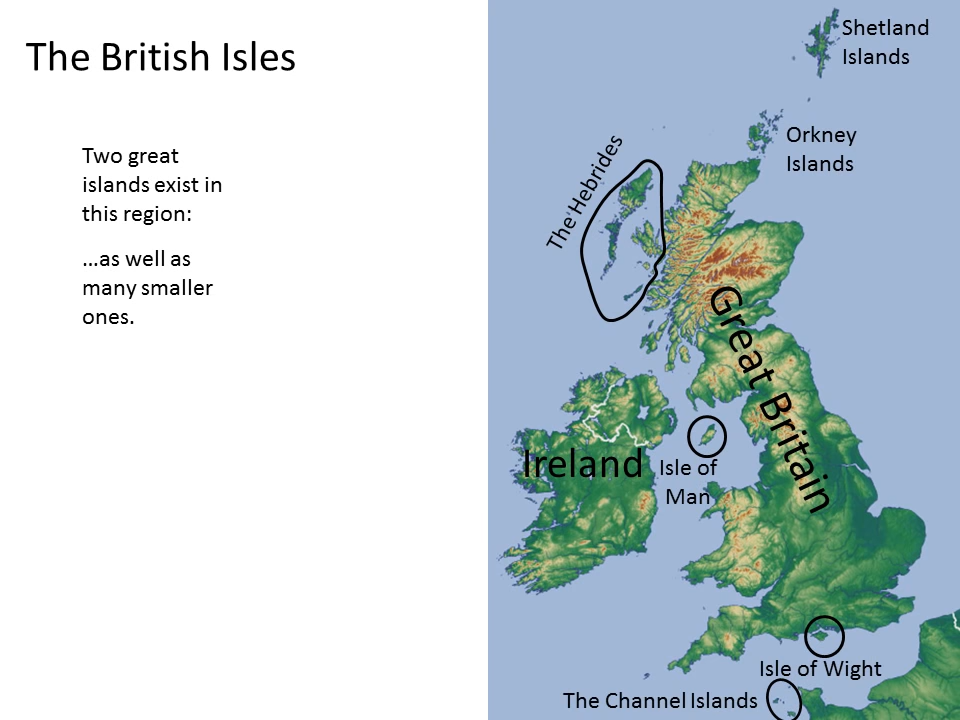 The British Isles
Two great
islands exist in
this region:
…as well as
many smaller
ones.
Shetland
Islands
Orkney
Islands
The Hebrides
Great Britain
Ireland
Isle of
Man
Isle of Wight
The Channel Islands